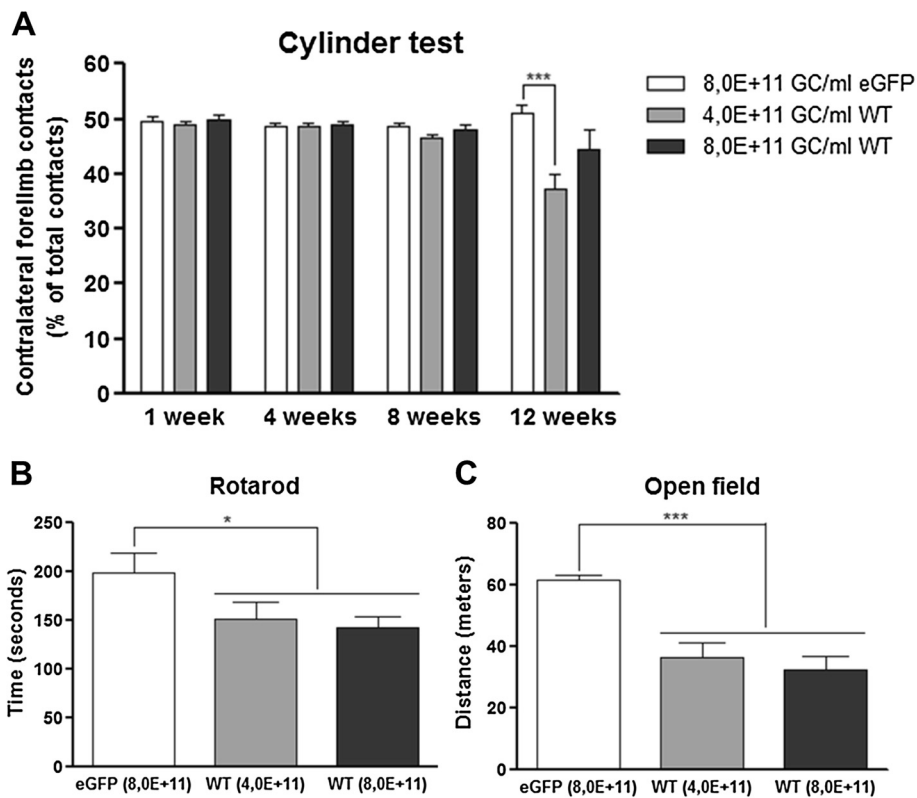 A
Cylinder test
Contralateral forelimb contacts
(% of total contacts)
60
50
40
30
20
10
0
***
1 week
4 weeks
8 weeks
12 weeks
8,0E+11 GC/ml eGFP
4,0E+11 GC/ml WT
8,0E+11 GC/ml WT
B
Rotarod
Time (seconds)
250
200
150
100
50
0
*
eGFP (8,0E+11)
WT (4,0E+11)
WT (8,0E+11)
C
Open field
Distance (meters)
80
60
40
20
0
***
eGFP (8,0E+11)
WT (4,0E+11)
WT (8,0E+11)